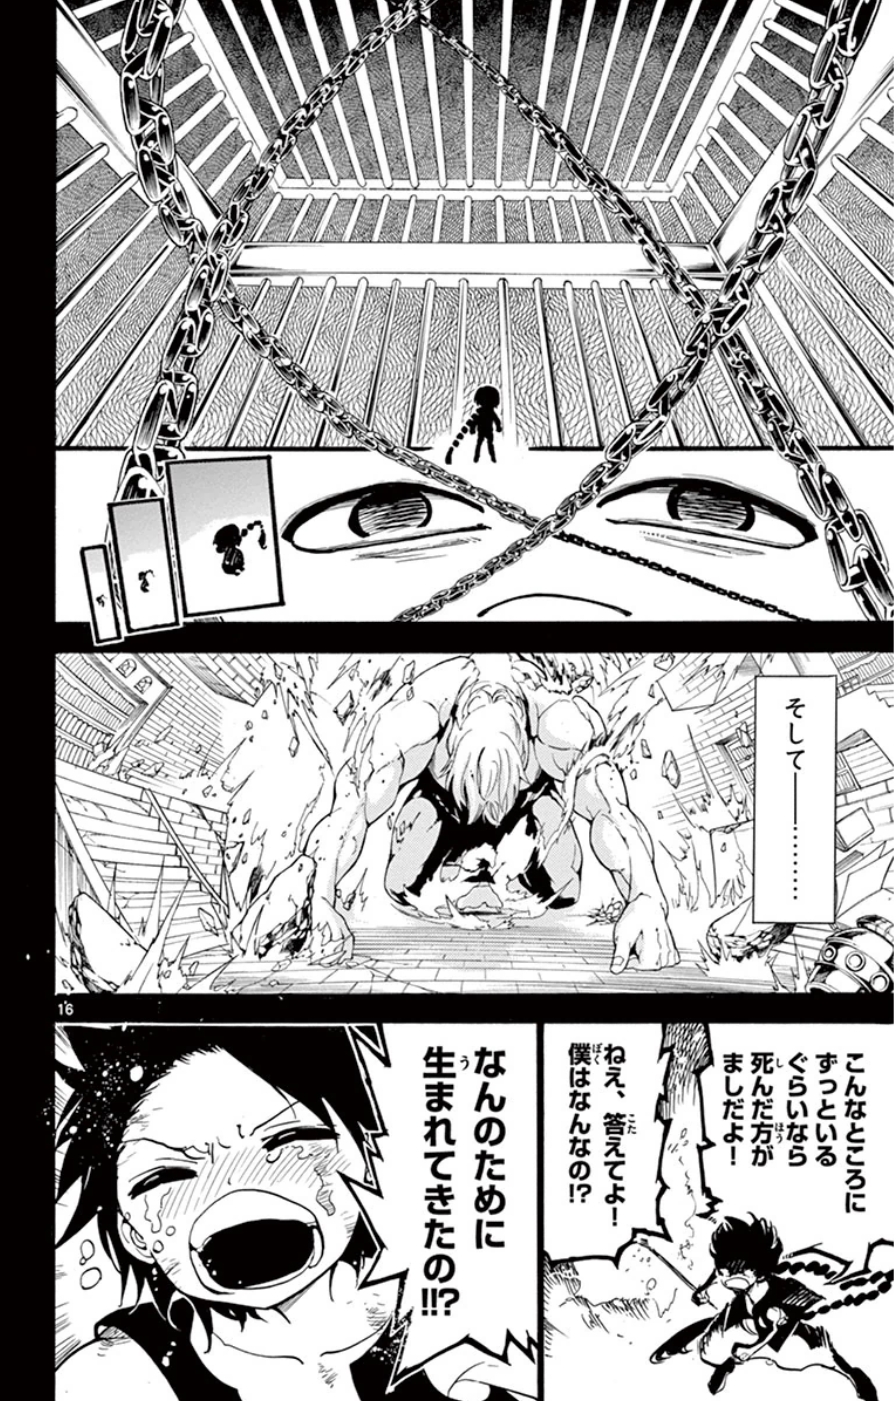 そして――………
こんなところに
ずっといる
ぐらいなら
死んだ方が
ましだよ！
ねえ、答えてよ！
僕はなんなの!?
なんのために
生まれてきたの!!?
16